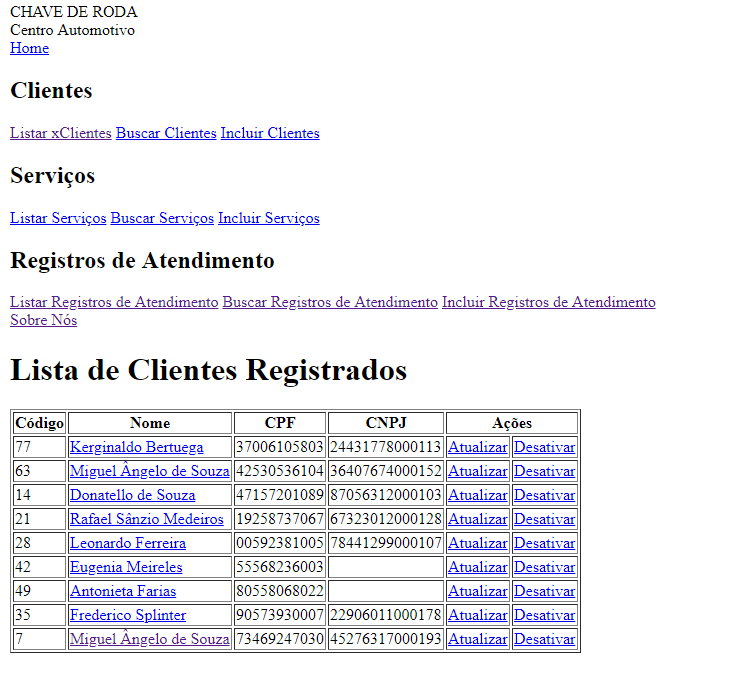 CHAVE DE RODA
Centro Automotivo
Home
Clientes
Listar xClientes Buscar Clientes Incluir Clientes
Serviços
Listar Serviços Buscar Serviços Incluir Serviços
Registros de Atendimento
Listar Registros de Atendimento Buscar Registros de Atendimento Incluir Registros de Atendimento
Sobre Nós
Lista de Clientes Registrados
Código Nome CPF CNPJ Ações
77 Kerginaldo Bertuega 37006105803 24431778000113 Atualizar Desativar
63 Miguel Ângelo de Souza 42530536104 36407674000152 Atualizar Desativar
14 Donatello de Souza 47157201089 87056312000103 Atualizar Desativar
21 Rafael Sânzio Medeiros 19258737067 67323012000128 Atualizar Desativar
28 Leonardo Ferreira 00592381005 78441299000107 Atualizar Desativar
42 Eugenia Meireles 55568236003 Atualizar Desativar
49 Antonieta Farias 80558068022 Atualizar Desativar
35 Frederico Splinter 90573930007 22906011000178 Atualizar Desativar
7 Miguel Ângelo de Souza 73469247030 45276317000193 Atualizar Desativar